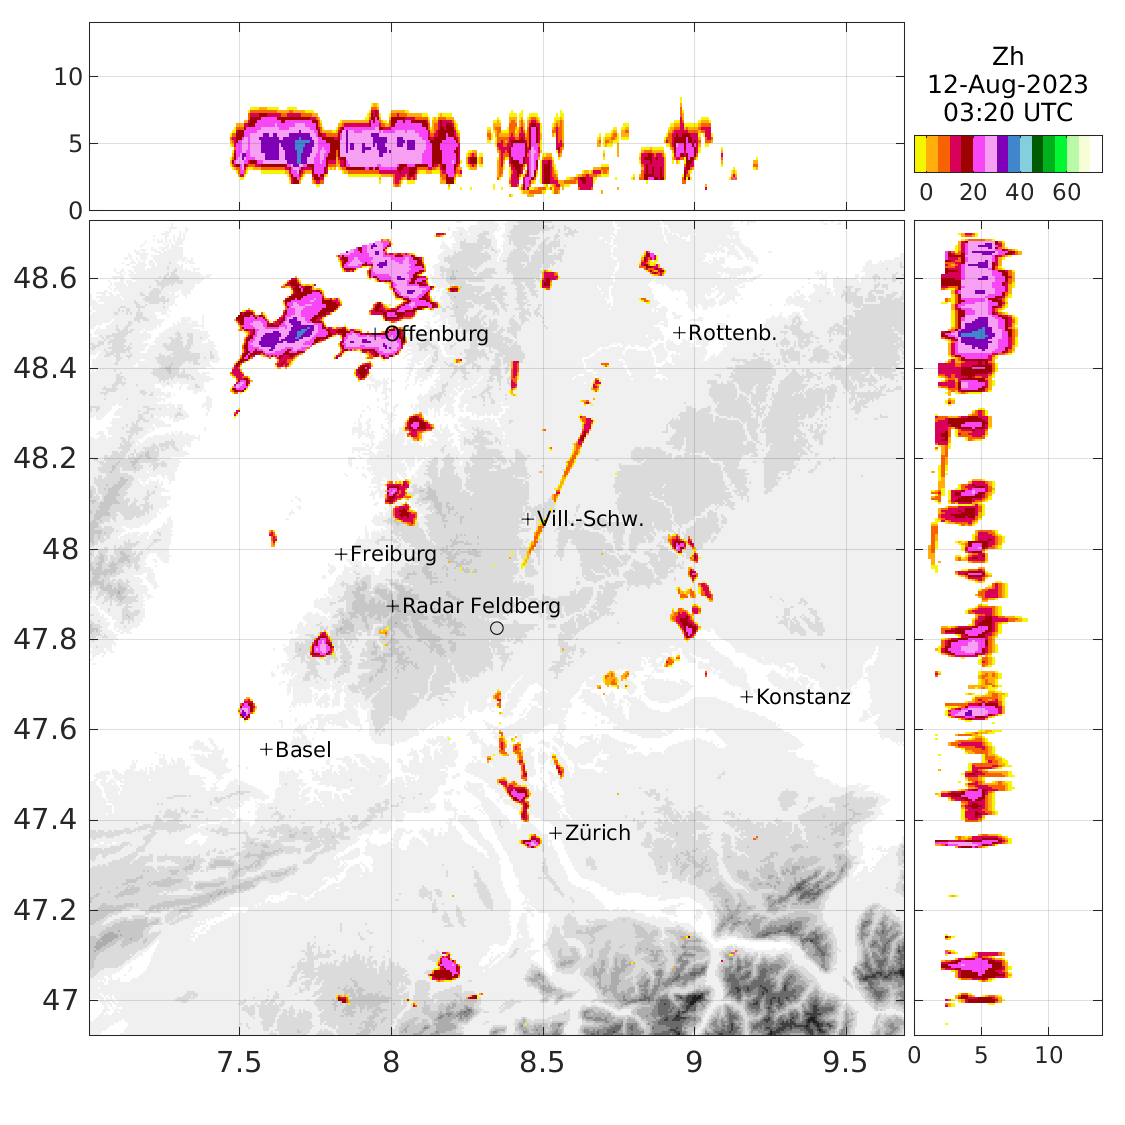 Zh
12-Aug-2023
03:20 UTC
0 20 40 60
10
5
0
48.6
48.4
48.2
48
47.8
47.6
47.4
47.2
47
Offenburg
Rottenb.
Vill.-Schw.
Freiburg
Radar Feldberg
Konstanz
Basel
Zürich
7.5 8 8.5 9 9.5
0 5 10